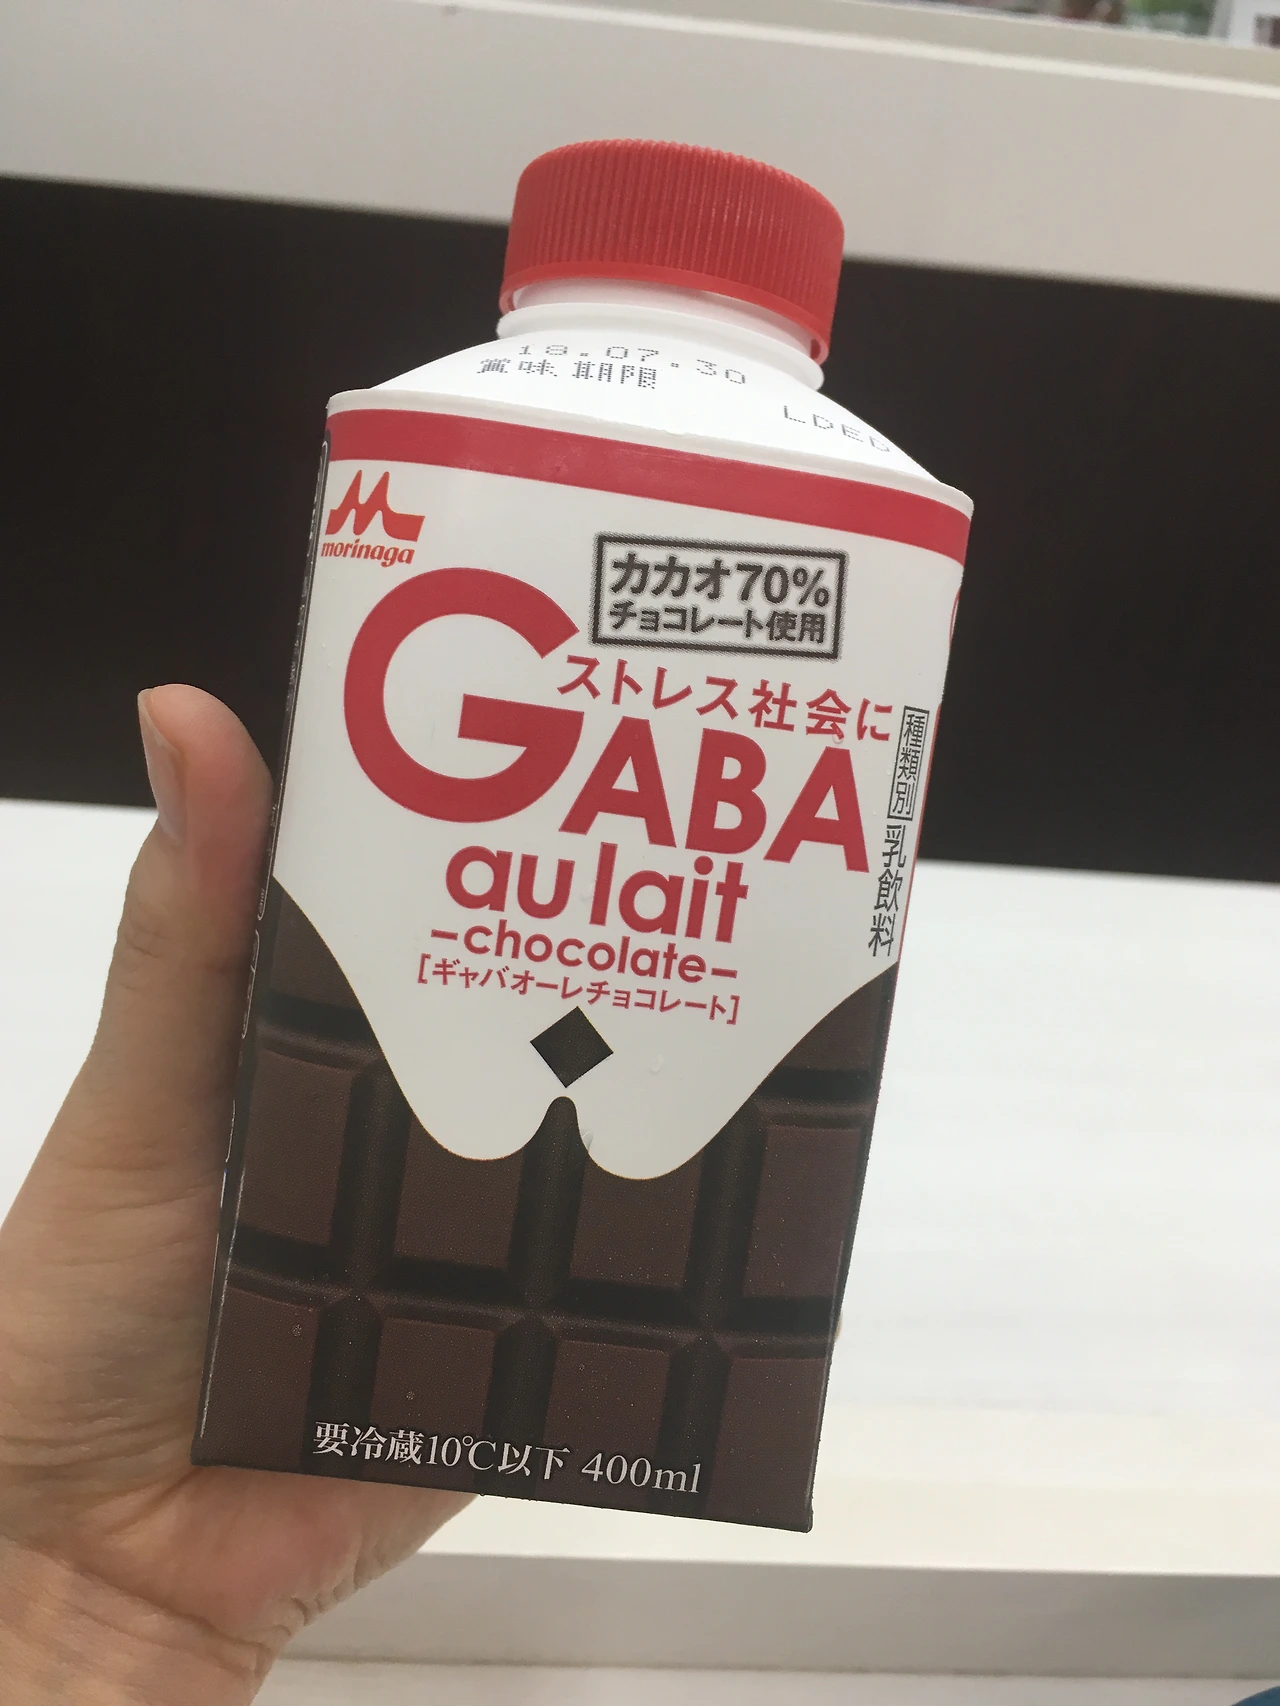 18.07.30
賞味期限
morinaga
カカオ70%
チョコレート使用
ストレス社会に
GABA
au lait
-chocolate-
[ギャバオーレチョコレート]
種類別 乳飲料
要冷蔵10℃以下 400ml